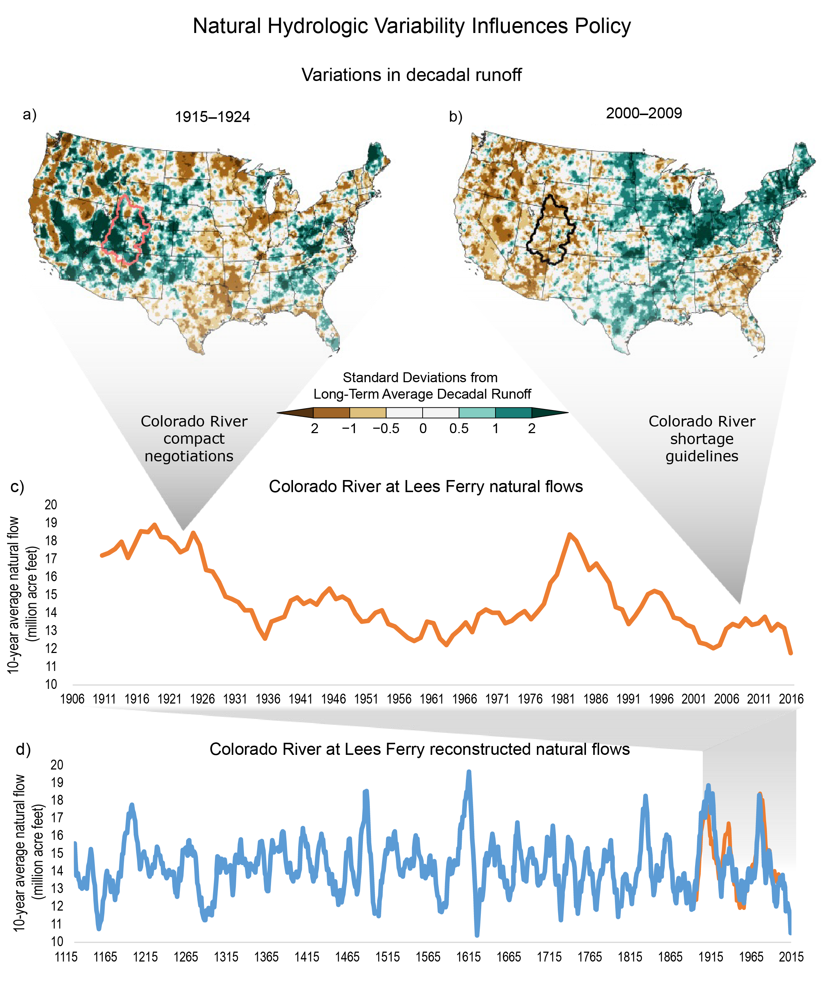 Natural Hydrologic Variability Influences Policy
Variations in decadal runoff
a)
1915–1924
b)
2000–2009
Standard Deviations from
Long-Term Average Decadal Runoff
2 −1 −0.5 0 0.5 1 2
Colorado River
compact
negotiations
Colorado River
shortage
guidelines
c)
Colorado River at Lees Ferry natural flows
10-year average natural flow
(million acre feet)
20
19
18
17
16
15
14
13
12
11
10
1906 1911 1916 1921 1926 1931 1936 1941 1946 1951 1956 1961 1966 1971 1976 1981 1986 1991 1996 2001 2006 2011 2016
d)
Colorado River at Lees Ferry reconstructed natural flows
10-year average natural flow
(million acre feet)
20
19
18
17
16
15
14
13
12
11
10
1115 1165 1215 1265 1315 1365 1415 1465 1515 1565 1615 1665 1715 1765 1815 1865 1915 1965 2015